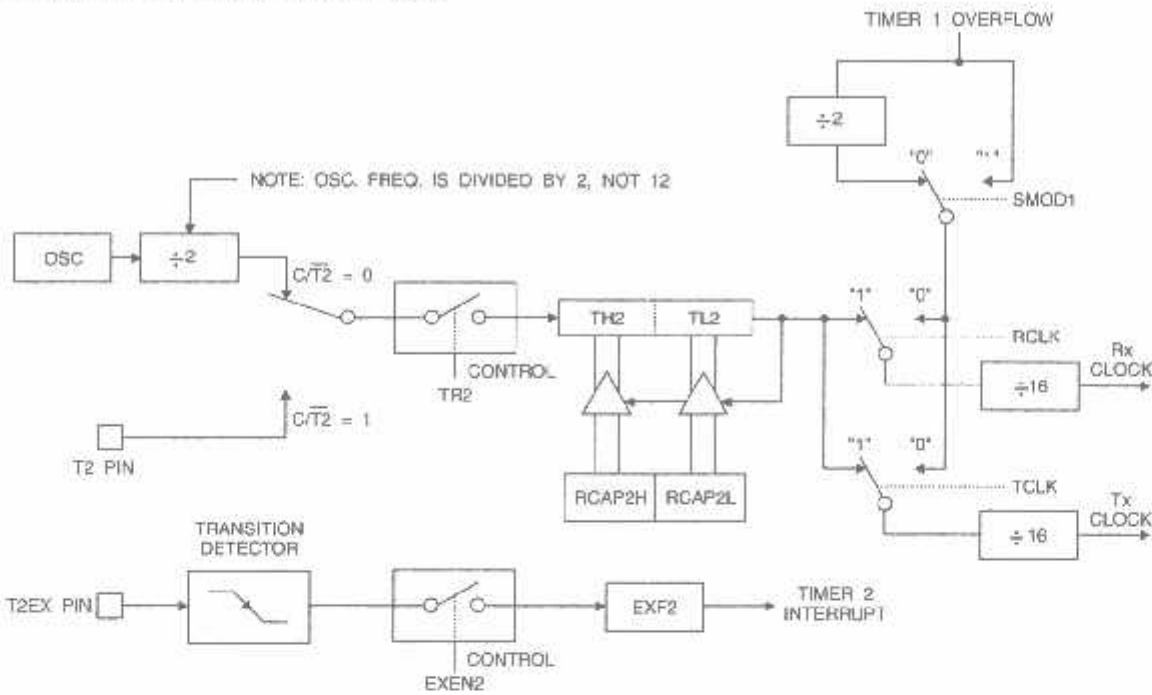 TIMER 1 OVERFLOW
÷2
"0"
"1"
SMOD1
NOTE: OSC. FREQ. IS DIVIDED BY 2, NOT 12
OSC
÷2
C/T2̅ = 0
TH2
TL2
"1"
"0"
RCLK
Rx
CLOCK
÷16
CONTROL
TR2
C/T2̅ = 1
T2 PIN
RCAP2H
RCAP2L
"1"
"0"
TCLK
Tx
CLOCK
÷16
TRANSITION
DETECTOR
T2EX PIN
EXF2
TIMER 2
INTERRUPT
CONTROL
EXEN2